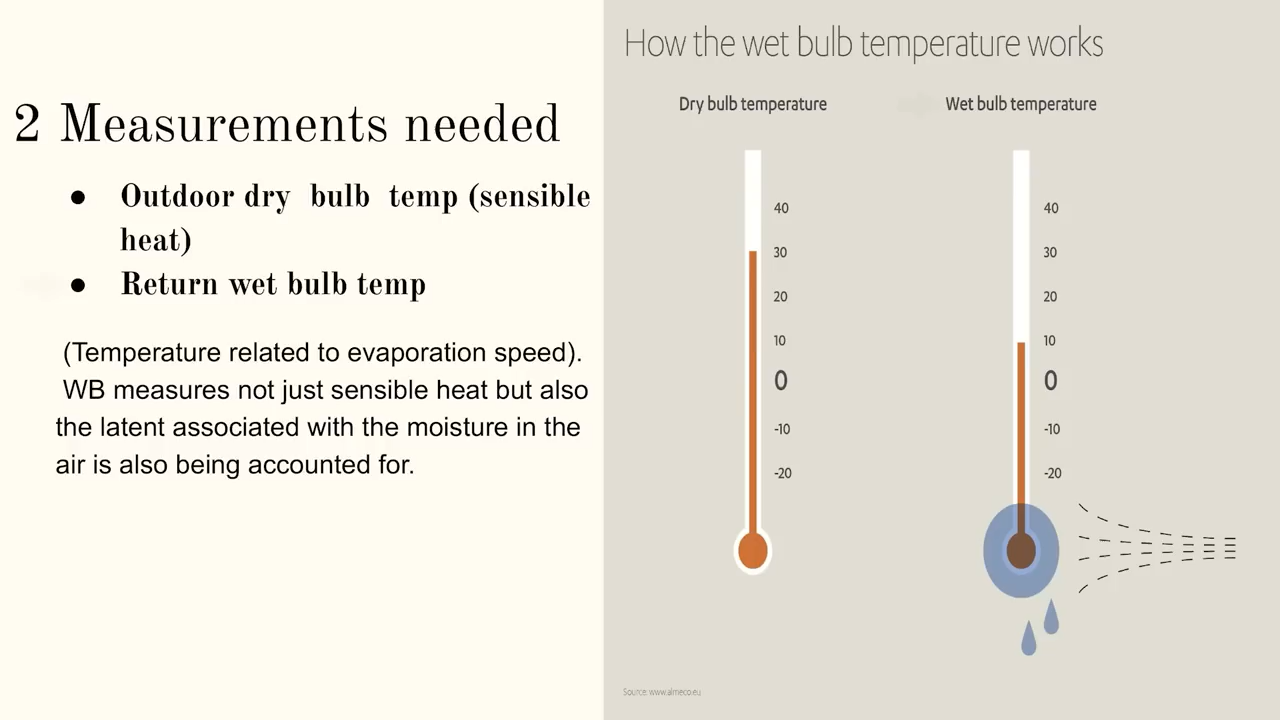 2 Measurements needed
● Outdoor dry bulb temp (sensible
heat)
● Return wet bulb temp
(Temperature related to evaporation speed).
WB measures not just sensible heat but also
the latent associated with the moisture in the
air is also being accounted for.
How the wet bulb temperature works
Dry bulb temperature
40
30
20
10
0
-10
-20
Wet bulb temperature
40
30
20
10
0
-10
-20
Source: www.almeco.eu